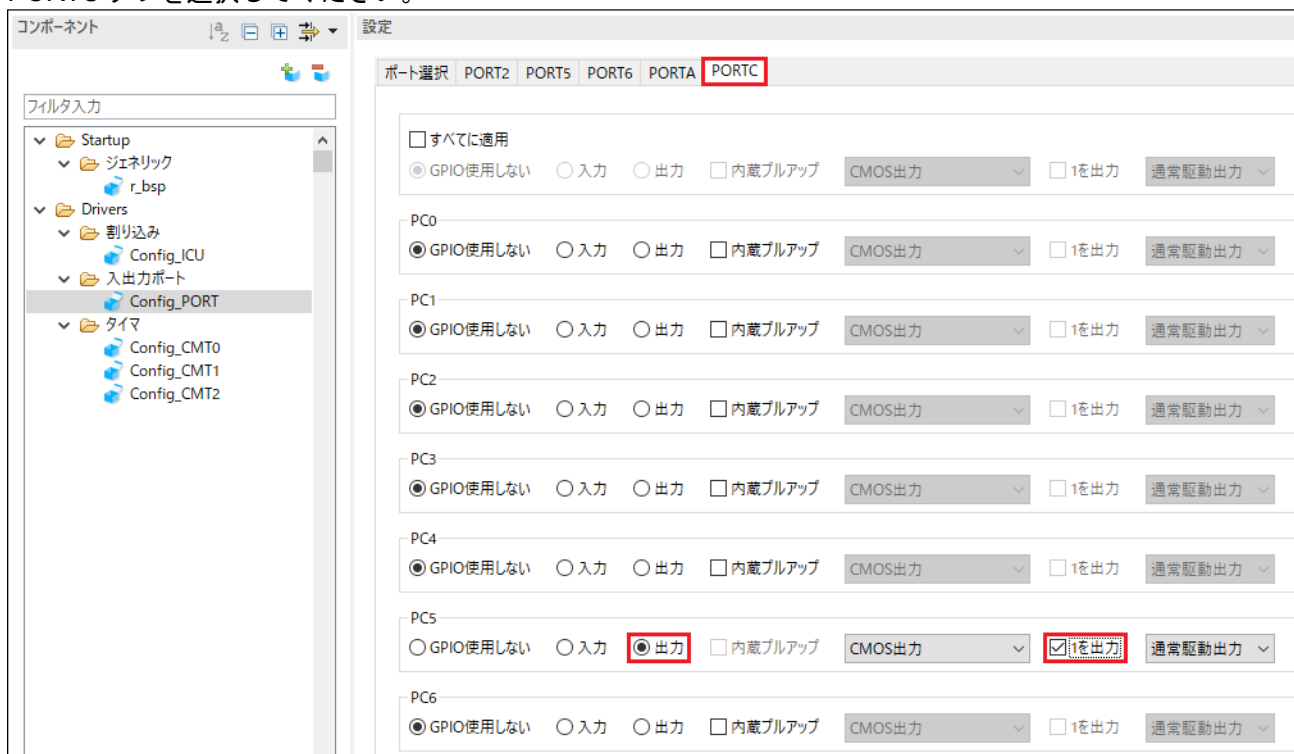 PORTCタブを選択してください。
コンポーネント
設定
ポート選択 PORT2 PORT5 PORT6 PORTA PORTC
フィルタ入力
Startup
ジェネリック
r_bsp
Drivers
割り込み
Config_ICU
入出力ポート
Config_PORT
タイマ
Config_CMT0
Config_CMT1
Config_CMT2
すべてに適用
GPIO使用しない 入力 出力 内蔵プルアップ CMOS出力 1を出力 通常駆動出力
PC0
GPIO使用しない 入力 出力 内蔵プルアップ CMOS出力 1を出力 通常駆動出力
PC1
GPIO使用しない 入力 出力 内蔵プルアップ CMOS出力 1を出力 通常駆動出力
PC2
GPIO使用しない 入力 出力 内蔵プルアップ CMOS出力 1を出力 通常駆動出力
PC3
GPIO使用しない 入力 出力 内蔵プルアップ CMOS出力 1を出力 通常駆動出力
PC4
GPIO使用しない 入力 出力 内蔵プルアップ CMOS出力 1を出力 通常駆動出力
PC5
GPIO使用しない 入力 出力 内蔵プルアップ CMOS出力 1を出力 通常駆動出力
PC6
GPIO使用しない 入力 出力 内蔵プルアップ CMOS出力 1を出力 通常駆動出力